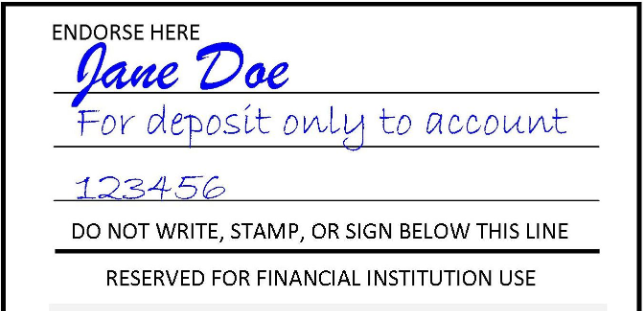 ENDORSE HERE
Jane Doe
For deposit only to account
123456
DO NOT WRITE, STAMP, OR SIGN BELOW THIS LINE
RESERVED FOR FINANCIAL INSTITUTION USE